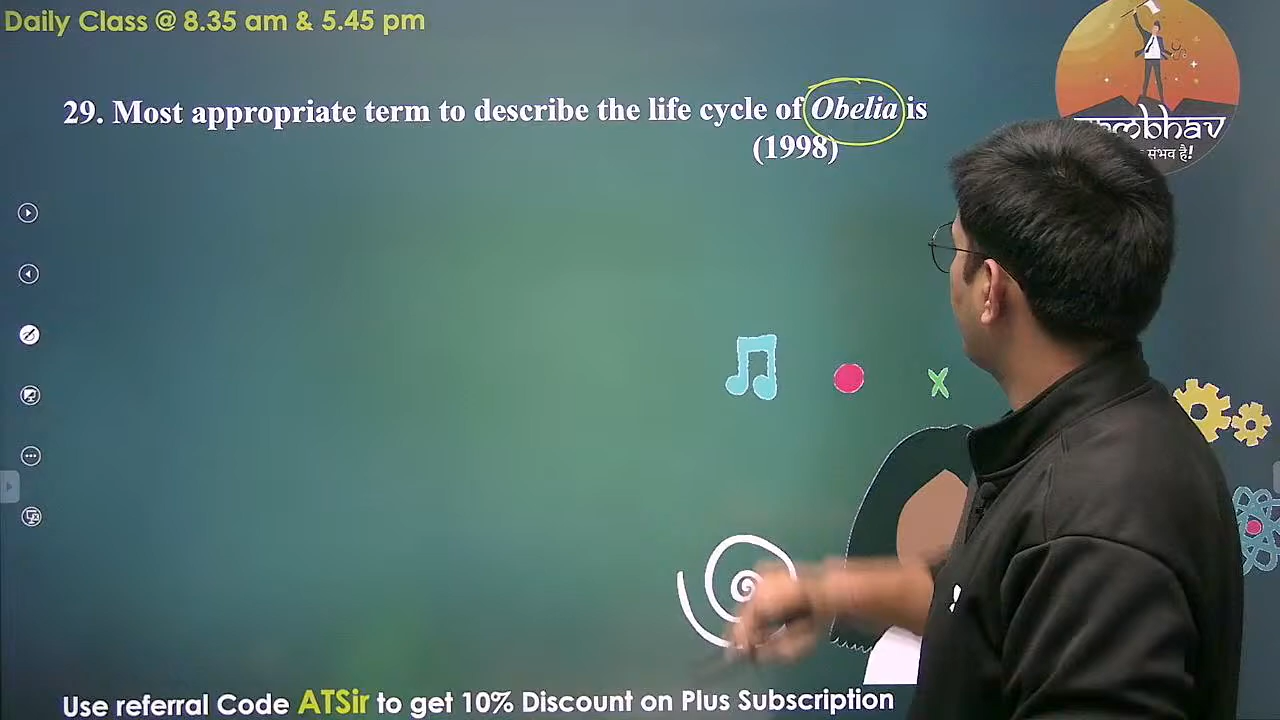 Daily Class @ 8.35 am & 5.45 pm
29. Most appropriate term to describe the life cycle of Obelia is
(1998)
संभव है!
Use referral Code ATSir to get 10% Discount on Plus Subscription